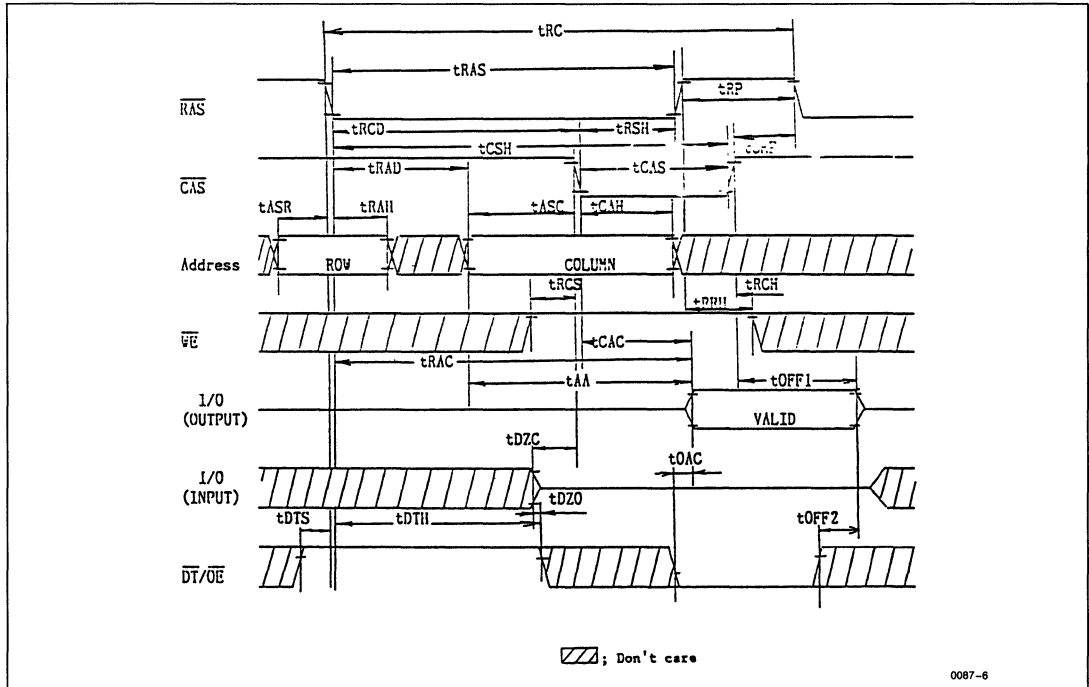 tRC
tRAS
tRP
RAS
tRCD
tRSH
tCSH
tRAD
tCAS
CAS
tASR
tRAH
tASC
tCAH
Address
ROW
COLUMN
tRCS
tRCH
tRRH
WE
tCAC
tRAC
tAA
tOFF1
I/O
(OUTPUT)
VALID
tDZC
tOAC
I/O
(INPUT)
tDZO
tDTS
tDTH
tOFF2
DT/OE
; Don't care
0087-6